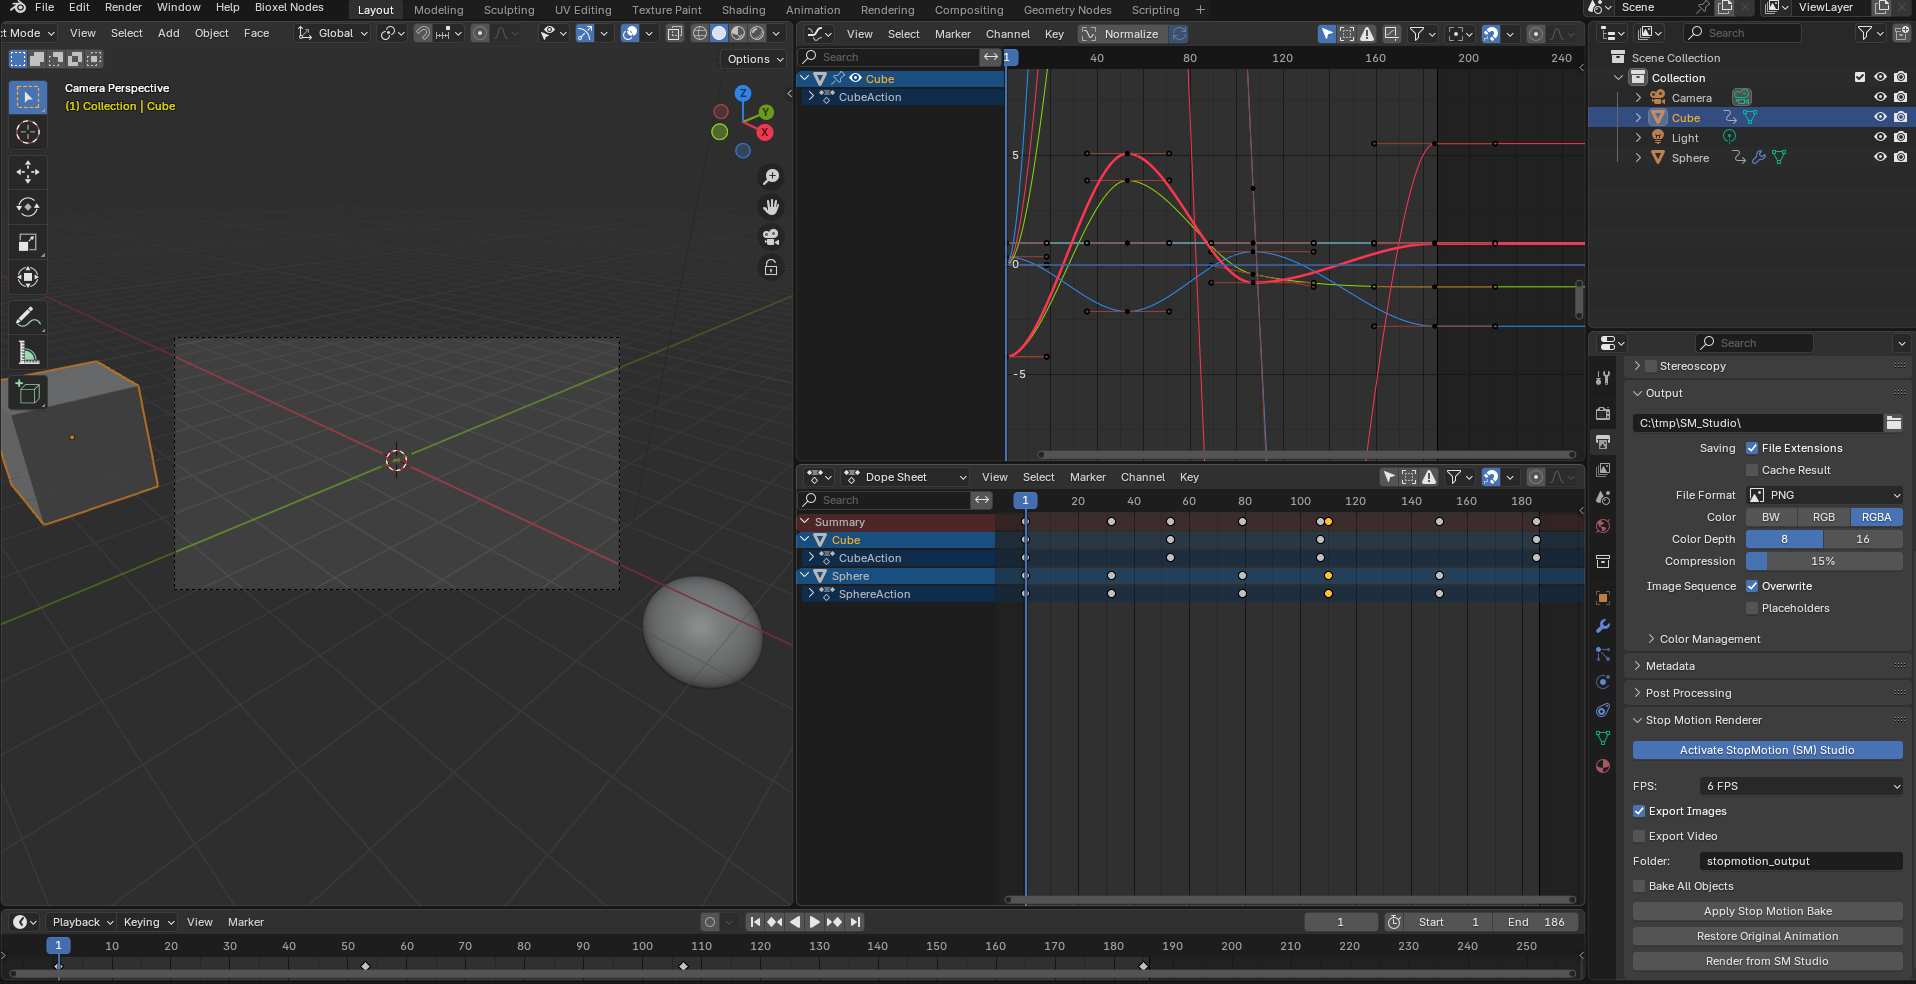 File Edit Render Window Help Bioxel Nodes Layout Modeling Sculpting UV Editing Texture Paint Shading Animation Rendering Compositing Geometry Nodes Scripting + Scene ViewLayer
t Mode View Select Add Object Face Global
Options
Camera Perspective
(1) Collection | Cube
Z
Y
X
View Select Marker Channel Key Normalize
Search
1 40 80 120 160 200 240
Cube
CubeAction
5
0
-5
Dope Sheet View Select Marker Channel Key
Search
1 20 40 60 80 100 120 140 160 180
Summary
Cube
CubeAction
Sphere
SphereAction
Search
Scene Collection
Collection
Camera
Cube
Light
Sphere
Search
Stereoscopy
Output
C:\tmp\SM_Studio\
Saving File Extensions
Cache Result
File Format PNG
Color BW RGB RGBA
Color Depth 8 16
Compression 15%
Image Sequence Overwrite
Placeholders
Color Management
Metadata
Post Processing
Stop Motion Renderer
Activate StopMotion (SM) Studio
FPS: 6 FPS
Export Images
Export Video
Folder: stopmotion_output
Bake All Objects
Apply Stop Motion Bake
Restore Original Animation
Render from SM Studio
Playback Keying View Marker 1 Start 1 End 186
1 10 20 30 40 50 60 70 80 90 100 110 120 130 140 150 160 170 180 190 200 210 220 230 240 250